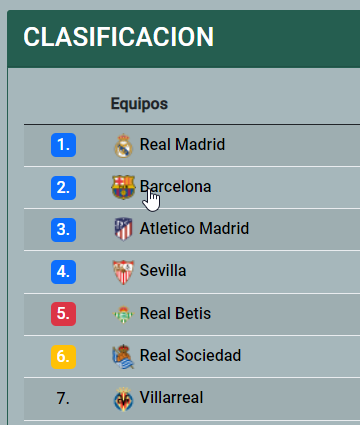 CLASIFICACION
Equipos
1. Real Madrid
2. Barcelona
3. Atletico Madrid
4. Sevilla
5. Real Betis
6. Real Sociedad
7. Villarreal